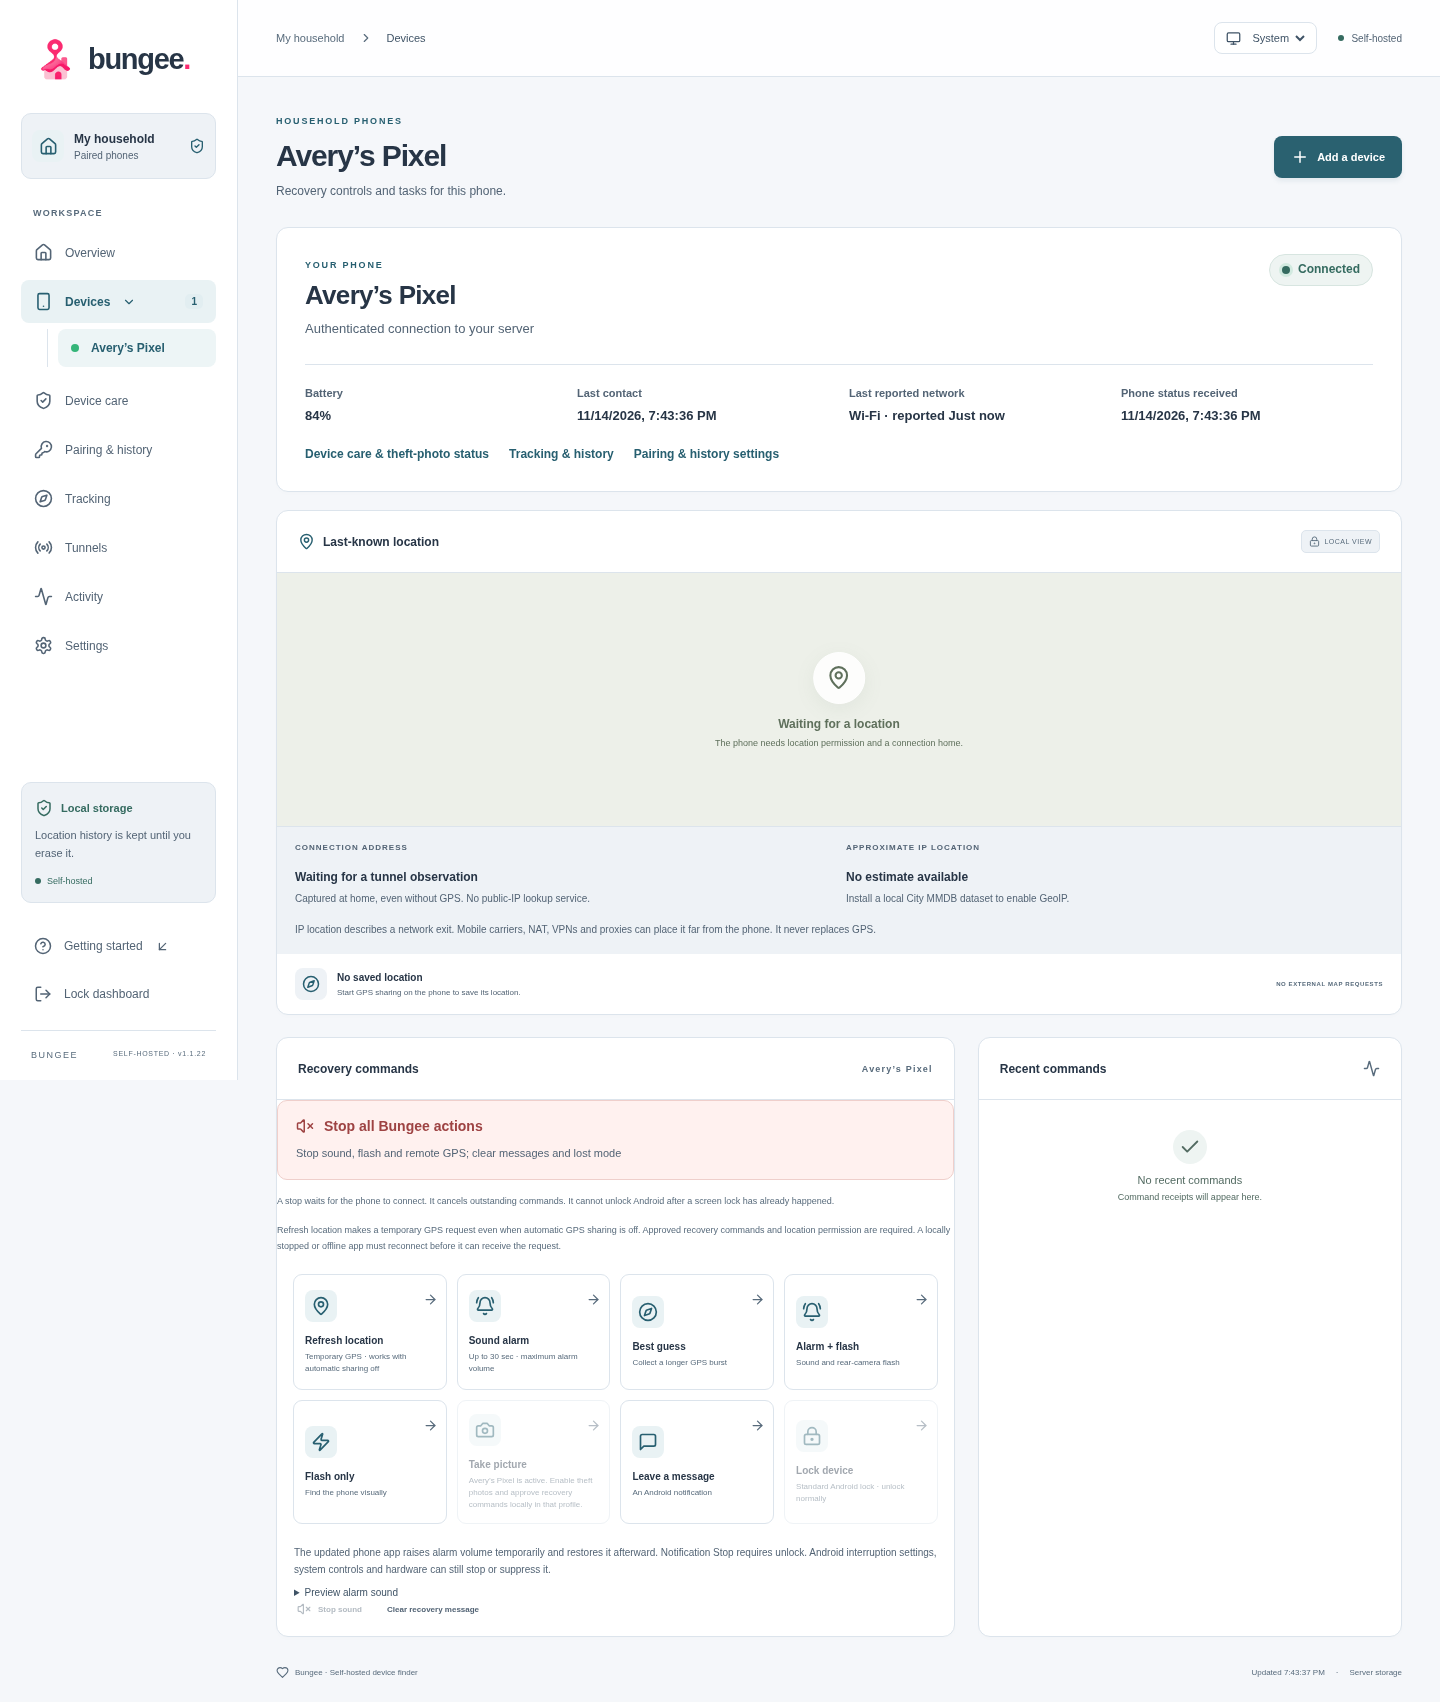 bungee.
My household
Paired phones
WORKSPACE
Overview
Devices 1
Avery's Pixel
Device care
Pairing & history
Tracking
Tunnels
Activity
Settings
Local storage
Location history is kept until you
erase it.
Self-hosted
Getting started
Lock dashboard
BUNGEE SELF-HOSTED · v1.1.22
My household Devices
System
Self-hosted
HOUSEHOLD PHONES
Avery’s Pixel
Recovery controls and tasks for this phone.
Add a device
YOUR PHONE
Avery’s Pixel
Authenticated connection to your server
Connected
Battery Last contact Last reported network Phone status received
84% 11/14/2026, 7:43:36 PM Wi-Fi · reported Just now 11/14/2026, 7:43:36 PM
Device care & theft-photo status Tracking & history Pairing & history settings
Last-known location
LOCAL VIEW
Waiting for a location
The phone needs location permission and a connection home.
CONNECTION ADDRESS
Waiting for a tunnel observation
Captured at home, even without GPS. No public-IP lookup service.
APPROXIMATE IP LOCATION
No estimate available
Install a local City MMDB dataset to enable GeoIP.
IP location describes a network exit. Mobile carriers, NAT, VPNs and proxies can place it far from the phone. It never replaces GPS.
No saved location
Start GPS sharing on the phone to save its location.
NO EXTERNAL MAP REQUESTS
Recovery commands Avery’s Pixel
Stop all Bungee actions
Stop sound, flash and remote GPS; clear messages and lost mode
A stop waits for the phone to connect. It cancels outstanding commands. It cannot unlock Android after a screen lock has already happened.
Refresh location makes a temporary GPS request even when automatic GPS sharing is off. Approved recovery commands and location permission are required. A locally
stopped or offline app must reconnect before it can receive the request.
Refresh location
Temporary GPS · works with
automatic sharing off
Sound alarm
Up to 30 sec · maximum alarm
volume
Best guess
Collect a longer GPS burst
Alarm + flash
Sound and rear-camera flash
Flash only
Find the phone visually
Take picture
Avery’s Pixel is active. Enable theft
photos and approve recovery
commands locally in that profile.
Leave a message
An Android notification
Lock device
Standard Android lock · unlock
normally
The updated phone app raises alarm volume temporarily and restores it afterward. Notification Stop requires unlock. Android interruption settings,
system controls and hardware can still stop or suppress it.
Preview alarm sound
Stop sound Clear recovery message
Recent commands
No recent commands
Command receipts will appear here.
Bungee · Self-hosted device finder
Updated 7:43:37 PM · Server storage